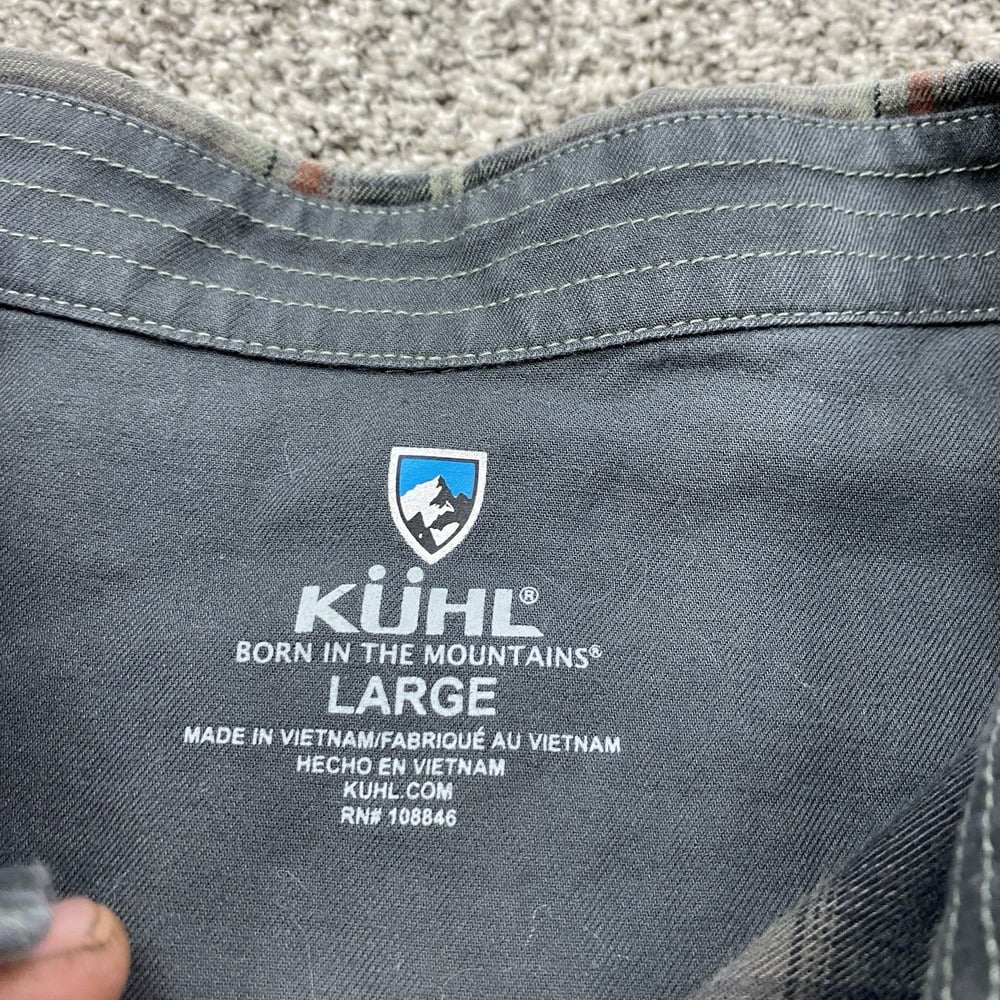 KÜHL®
BORN IN THE MOUNTAINS®
LARGE
MADE IN VIETNAM/FABRIQUÉ AU VIETNAM
HECHO EN VIETNAM
KUHL.COM
RN# 108846